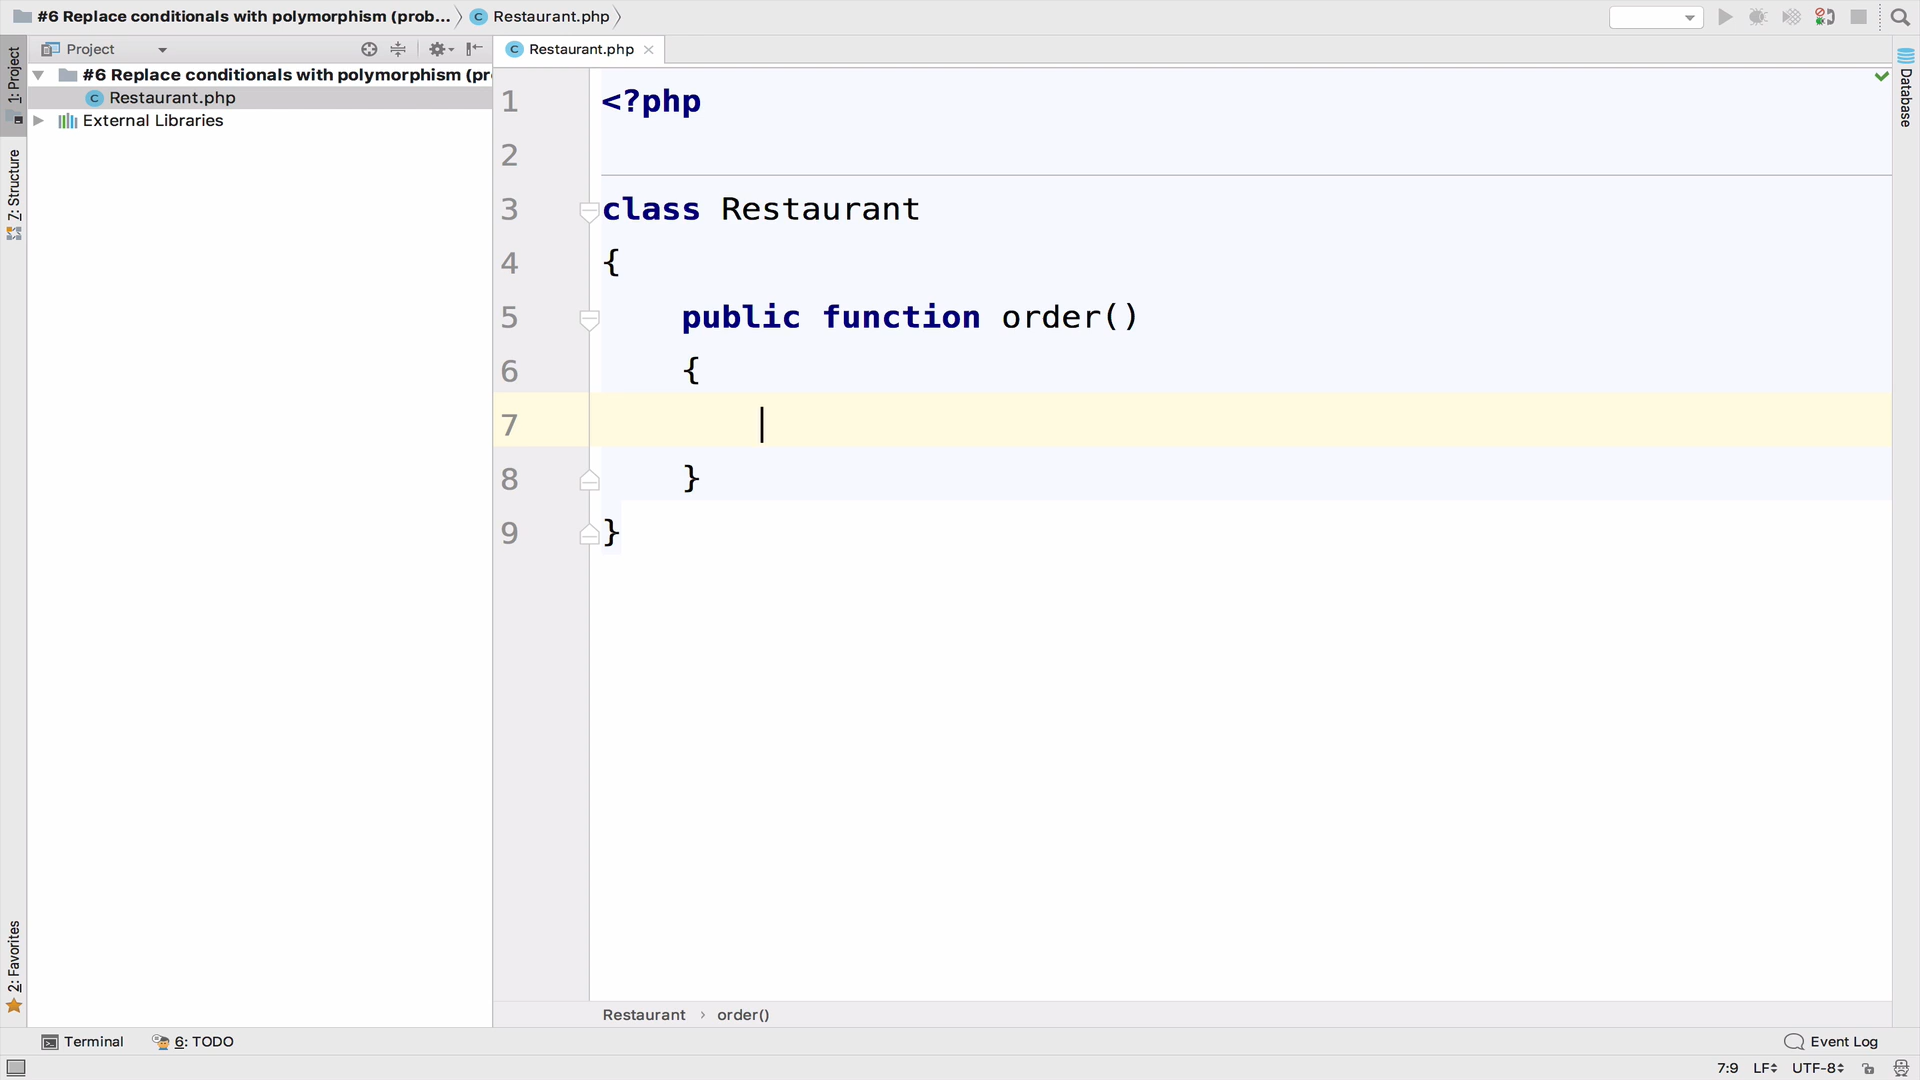 #6 Replace conditionals with polymorphism (prob... Restaurant.php
Project
Restaurant.php
1: Project
#6 Replace conditionals with polymorphism (pr
Restaurant.php
External Libraries
7: Structure
2: Favorites
1 <?php
2
3 class Restaurant
4 {
5 public function order()
6 {
7
8 }
9 }
Database
Restaurant › order()
Terminal
6: TODO
Event Log
7:9 LF UTF-8